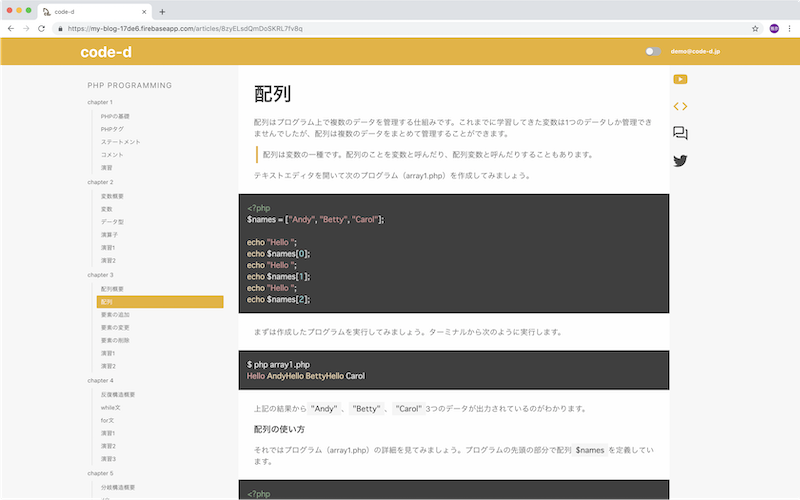 code-d
https://my-blog-17de6.firebaseapp.com/articles/8zyELsdQmDoSKRL7fv8q
code-d
demo@code-d.jp
PHP PROGRAMMING
chapter 1
PHPの基礎
PHPタグ
ステートメント
コメント
演習
chapter 2
変数概要
変数
データ型
演算子
演習1
演習2
chapter 3
配列概要
配列
要素の追加
要素の変更
要素の削除
演習1
演習2
chapter 4
反復構造概要
while文
for文
演習1
演習2
演習3
chapter 5
分岐構造概要
配列
配列はプログラム上で複数のデータを管理する仕組みです。これまでに学習してきた変数は1つのデータしか管理で
きませんでしたが、配列は複数のデータをまとめて管理することができます。
配列は変数の一種です。配列のことを変数と呼んだり、配列変数と呼んだりすることもあります。
テキストエディタを開いて次のプログラム（array1.php）を作成してみましょう。
<?php
$names = ["Andy", "Betty", "Carol"];
echo "Hello ";
echo $names[0];
echo "Hello ";
echo $names[1];
echo "Hello ";
echo $names[2];
まずは作成したプログラムを実行してみましょう。ターミナルから次のように実行します。
$ php array1.php
Hello AndyHello BettyHello Carol
上記の結果から "Andy" 、 "Betty" 、 "Carol" 3つのデータが出力されているのがわかります。
配列の使い方
それではプログラム（array1.php）の詳細を見てみましょう。プログラムの先頭の部分で配列 $names を定義してい
ます。
<?php